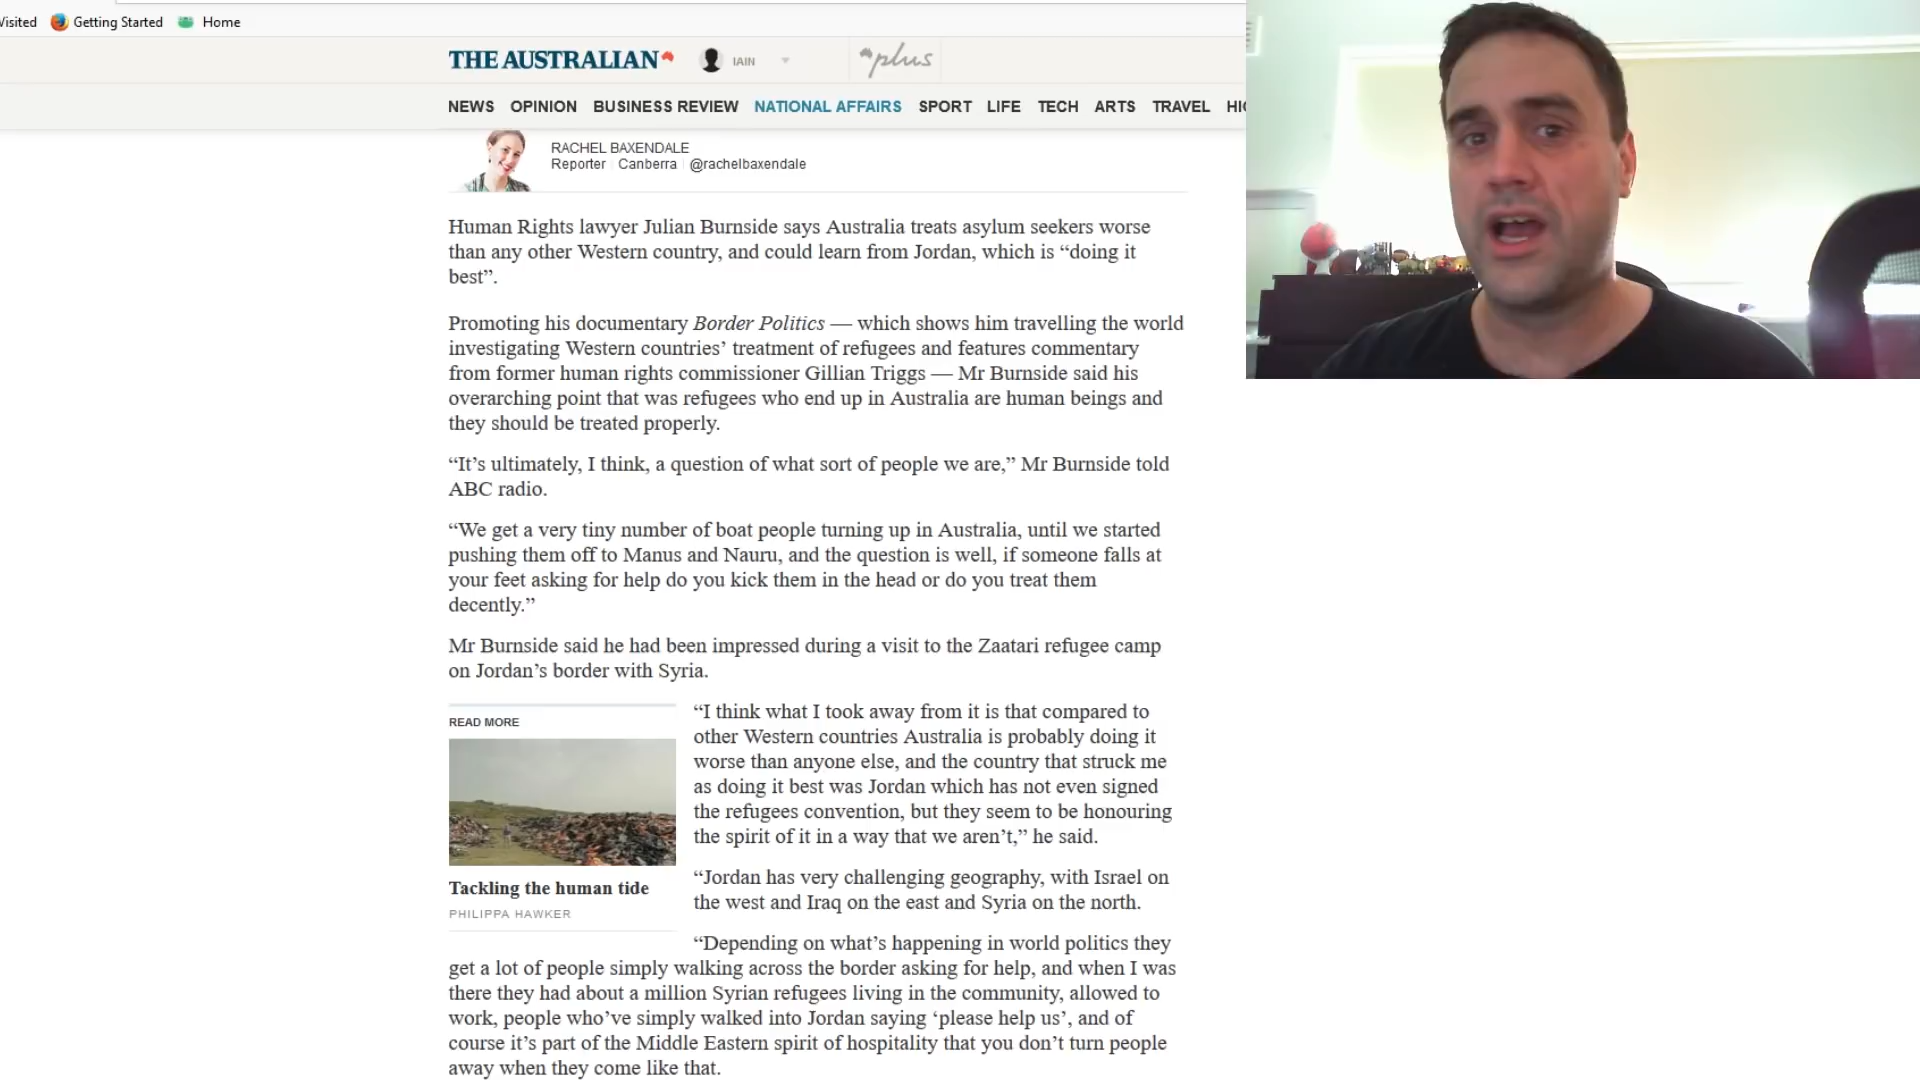 Visited Getting Started Home
THE AUSTRALIAN IAIN plus
NEWS OPINION BUSINESS REVIEW NATIONAL AFFAIRS SPORT LIFE TECH ARTS TRAVEL
RACHEL BAXENDALE
Reporter Canberra @rachelbaxendale
Human Rights lawyer Julian Burnside says Australia treats asylum seekers worse
than any other Western country, and could learn from Jordan, which is “doing it
best”.
Promoting his documentary Border Politics — which shows him travelling the world
investigating Western countries’ treatment of refugees and features commentary
from former human rights commissioner Gillian Triggs — Mr Burnside said his
overarching point that was refugees who end up in Australia are human beings and
they should be treated properly.
“It’s ultimately, I think, a question of what sort of people we are,” Mr Burnside told
ABC radio.
“We get a very tiny number of boat people turning up in Australia, until we started
pushing them off to Manus and Nauru, and the question is well, if someone falls at
your feet asking for help do you kick them in the head or do you treat them
decently.”
Mr Burnside said he had been impressed during a visit to the Zaatari refugee camp
on Jordan’s border with Syria.
READ MORE
Tackling the human tide
PHILIPPA HAWKER
“I think what I took away from it is that compared to
other Western countries Australia is probably doing it
worse than anyone else, and the country that struck me
as doing it best was Jordan which has not even signed
the refugees convention, but they seem to be honouring
the spirit of it in a way that we aren’t,” he said.
“Jordan has very challenging geography, with Israel on
the west and Iraq on the east and Syria on the north.
“Depending on what’s happening in world politics they
get a lot of people simply walking across the border asking for help, and when I was
there they had about a million Syrian refugees living in the community, allowed to
work, people who’ve simply walked into Jordan saying ‘please help us’, and of
course it’s part of the Middle Eastern spirit of hospitality that you don’t turn people
away when they come like that.